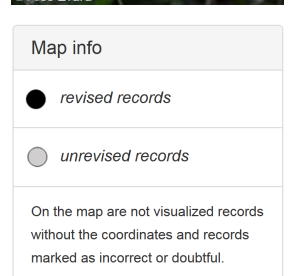 Map info
revised records
unrevised records
On the map are not visualized records
without the coordinates and records
marked as incorrect or doubtful.